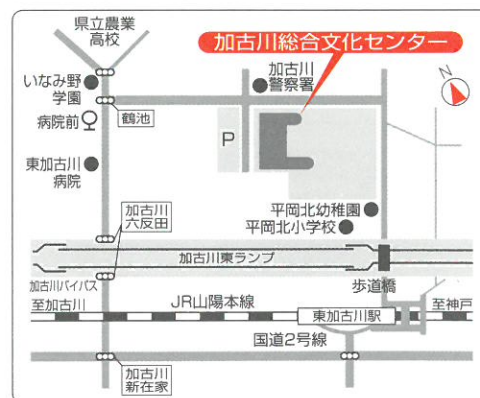 県立農業
高校
加古川総合文化センター
いなみ野
学園
加古川
警察署
N
病院前
鶴池
P
東加古川
病院
加古川
六反田
平岡北幼稚園
平岡北小学校
加古川東ランプ
加古川バイパス
歩道橋
至加古川
JR山陽本線
東加古川駅
至神戸
国道2号線
加古川
新在家